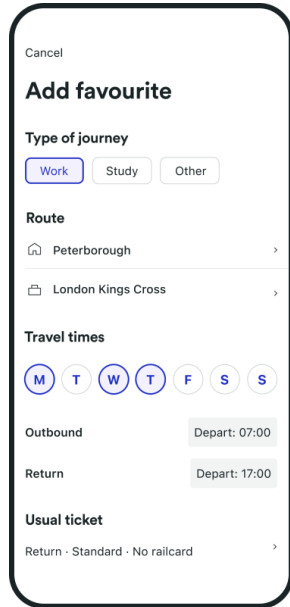 Cancel
Add favourite
Type of journey
Work Study Other
Route
Peterborough
London Kings Cross
Travel times
M T W T F S S
Outbound Depart: 07:00
Return Depart: 17:00
Usual ticket
Return · Standard · No railcard